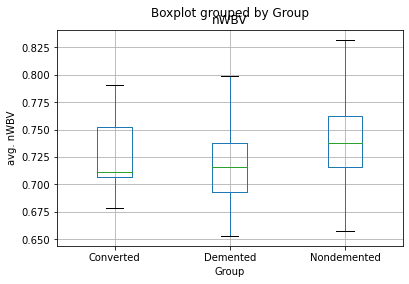 Boxplot grouped by Group
nWBV
avg. nWBV
0.825
0.800
0.775
0.750
0.725
0.700
0.675
0.650
Converted
Demented
Nondemented
Group